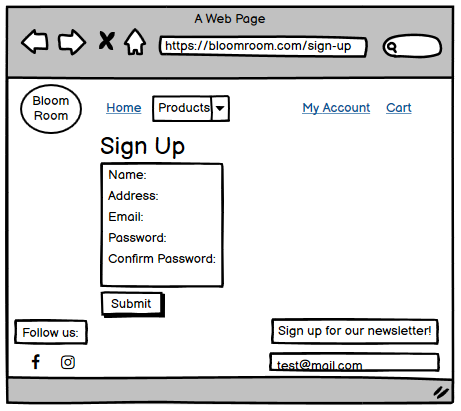 A Web Page
https://bloomroom.com/sign-up
Bloom
Room
Home
Products
My Account
Cart
Sign Up
Name:
Address:
Email:
Password:
Confirm Password:
Submit
Follow us:
Sign up for our newsletter!
test@mail.com